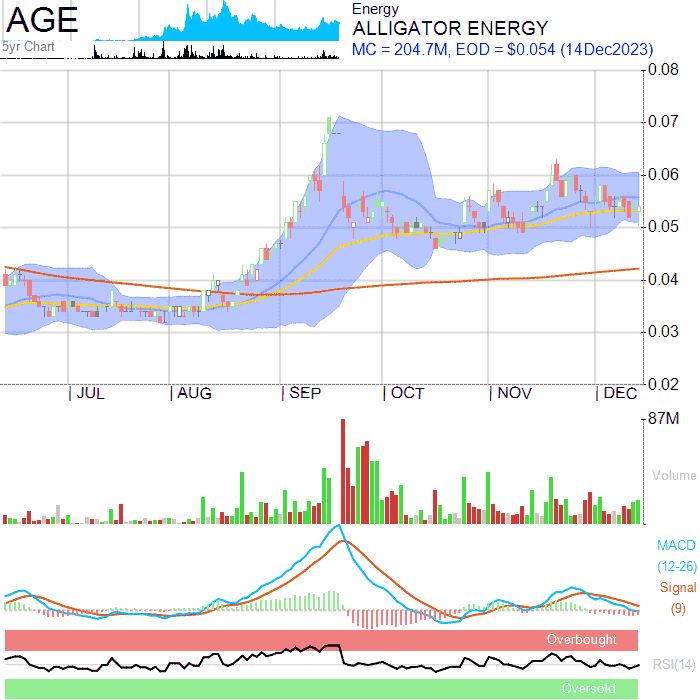 AGE
5yr Chart
Energy
ALLIGATOR ENERGY
MC = 204.7M, EOD = $0.054 (14Dec2023)
0.08
0.07
0.06
0.05
0.04
0.03
0.02
JUL AUG SEP OCT NOV DEC
87M
Volume
MACD
(12-26)
Signal
(9)
Overbought
RSI(14)
Oversold